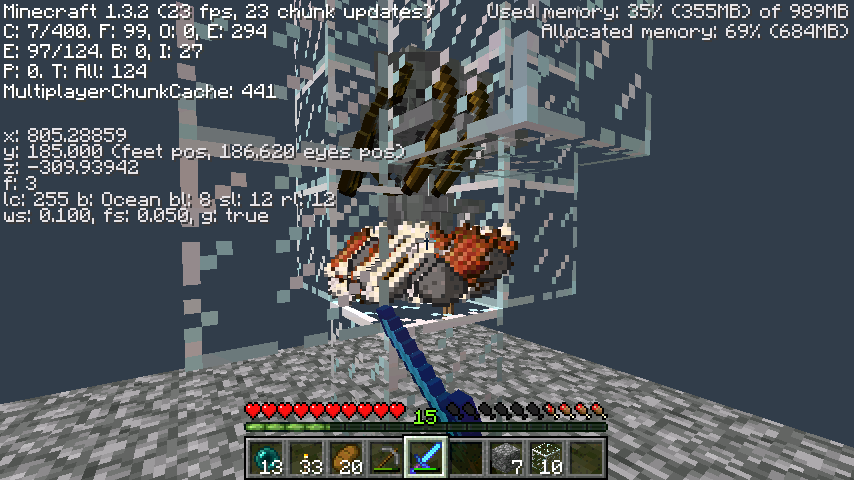 Minecraft 1.3.2 (23 fps, 23 chunk updates)
Used memory: 35% (355MB) of 989MB
C: 7/400, F: 99, O: 0, E: 294
Allocated memory: 69% (684MB)
E: 97/124, B: 0, I: 27
P: 0, T: All: 124
MultiplayerChunkCache: 441
x: 805.28859
y: 185.000 (feet pos, 186.620 eyes pos)
z: -309.93942
f: 3
lc: 255 b: Ocean bl: 8 sl: 12 rl: 12
ws: 0.100, fs: 0.050, g: true
15
13 33 20 7 10